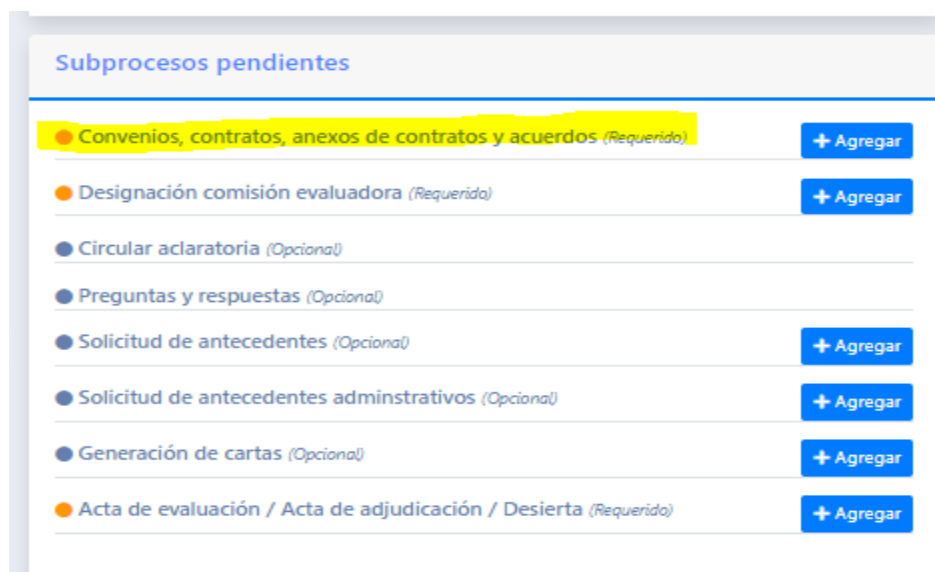 Subprocesos pendientes
Convenios, contratos, anexos de contratos y acuerdos (Requerido)
+ Agregar
Designación comisión evaluadora (Requerido)
+ Agregar
Circular aclaratoria (Opcional)
Preguntas y respuestas (Opcional)
Solicitud de antecedentes (Opcional)
+ Agregar
Solicitud de antecedentes adminstrativos (Opcional)
+ Agregar
Generación de cartas (Opcional)
+ Agregar
Acta de evaluación / Acta de adjudicación / Desierta (Requerido)
+ Agregar